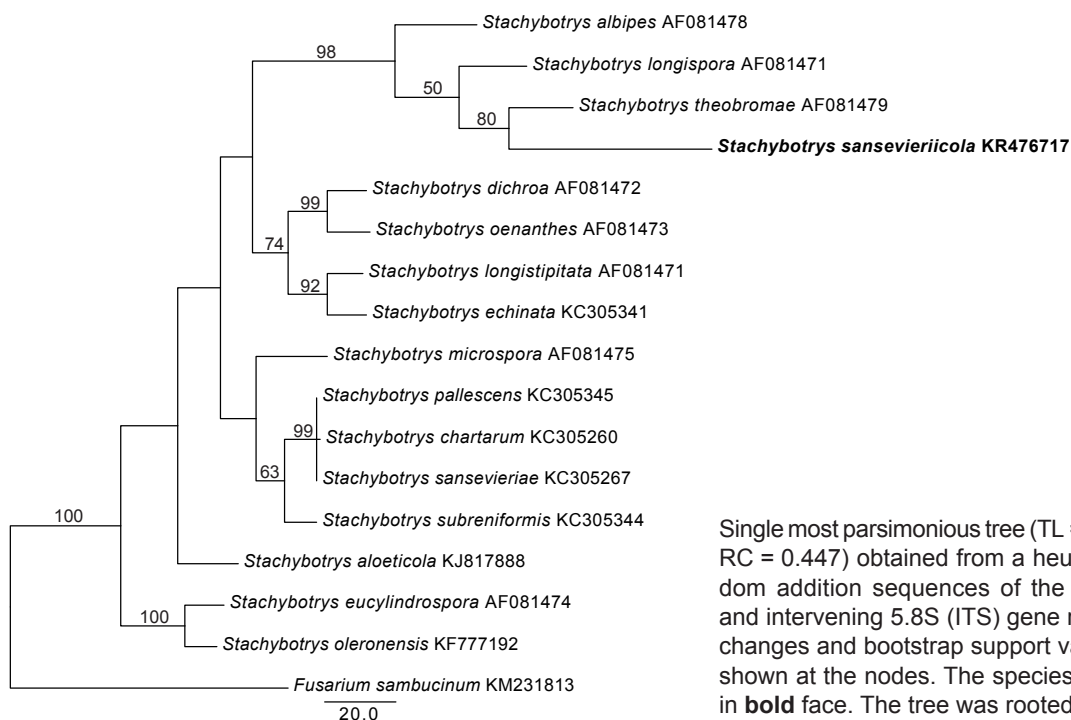 Stachybotrys albipes AF081478
98
Stachybotrys longispora AF081471
50
Stachybotrys theobromae AF081479
80
Stachybotrys sansevieriicola KR476717
Stachybotrys dichroa AF081472
99
Stachybotrys oenanthes AF081473
74
Stachybotrys longistipitata AF081471
92
Stachybotrys echinata KC305341
Stachybotrys microspora AF081475
Stachybotrys pallescens KC305345
99
Stachybotrys chartarum KC305260
Stachybotrys sansevieriae KC305267
63
Stachybotrys subreniformis KC305344
100
Stachybotrys aloeticola KJ817888
Stachybotrys eucylindrospora AF081474
100
Stachybotrys oleronensis KF777192
Fusarium sambucinum KM231813
20.0
Single most parsimonious tree (TL =
RC = 0.447) obtained from a heu
dom addition sequences of the
and intervening 5.8S (ITS) gene r
changes and bootstrap support va
shown at the nodes. The species
in bold face. The tree was rooted